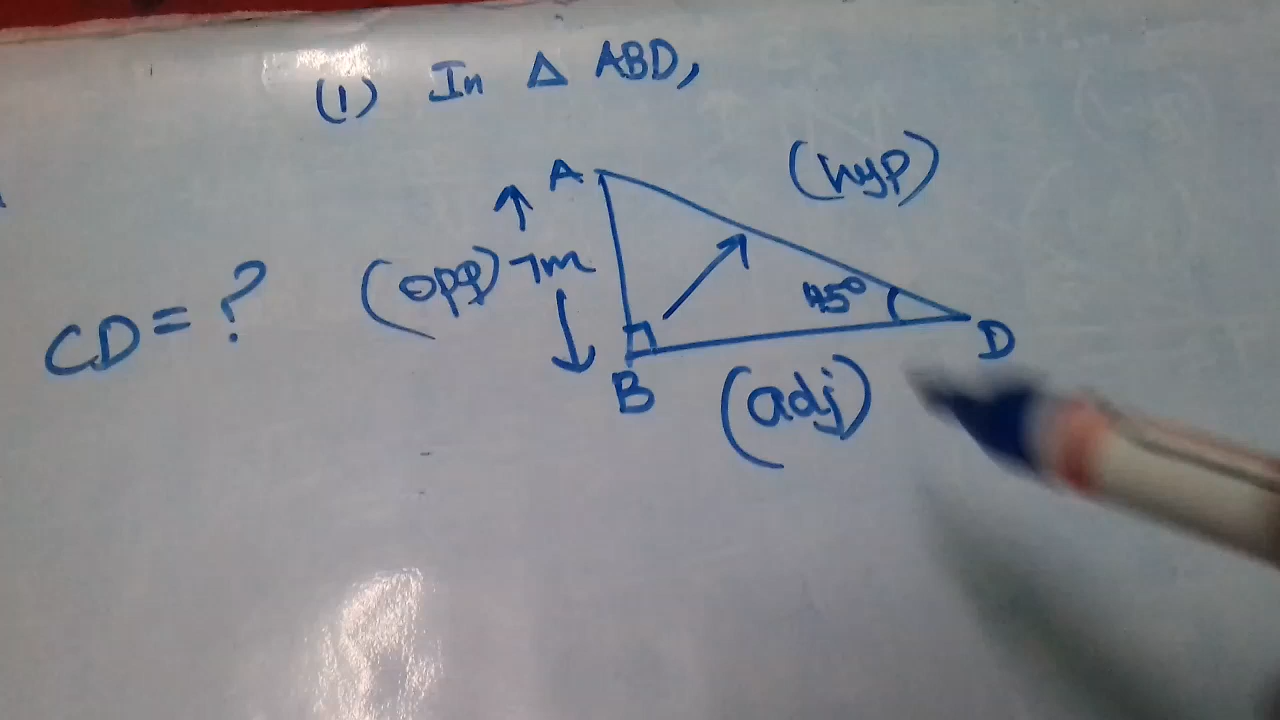 (1) In Δ ABD,
A
(hyp)
(opp) 7m
45°
CD = ?
D
B
(adj)